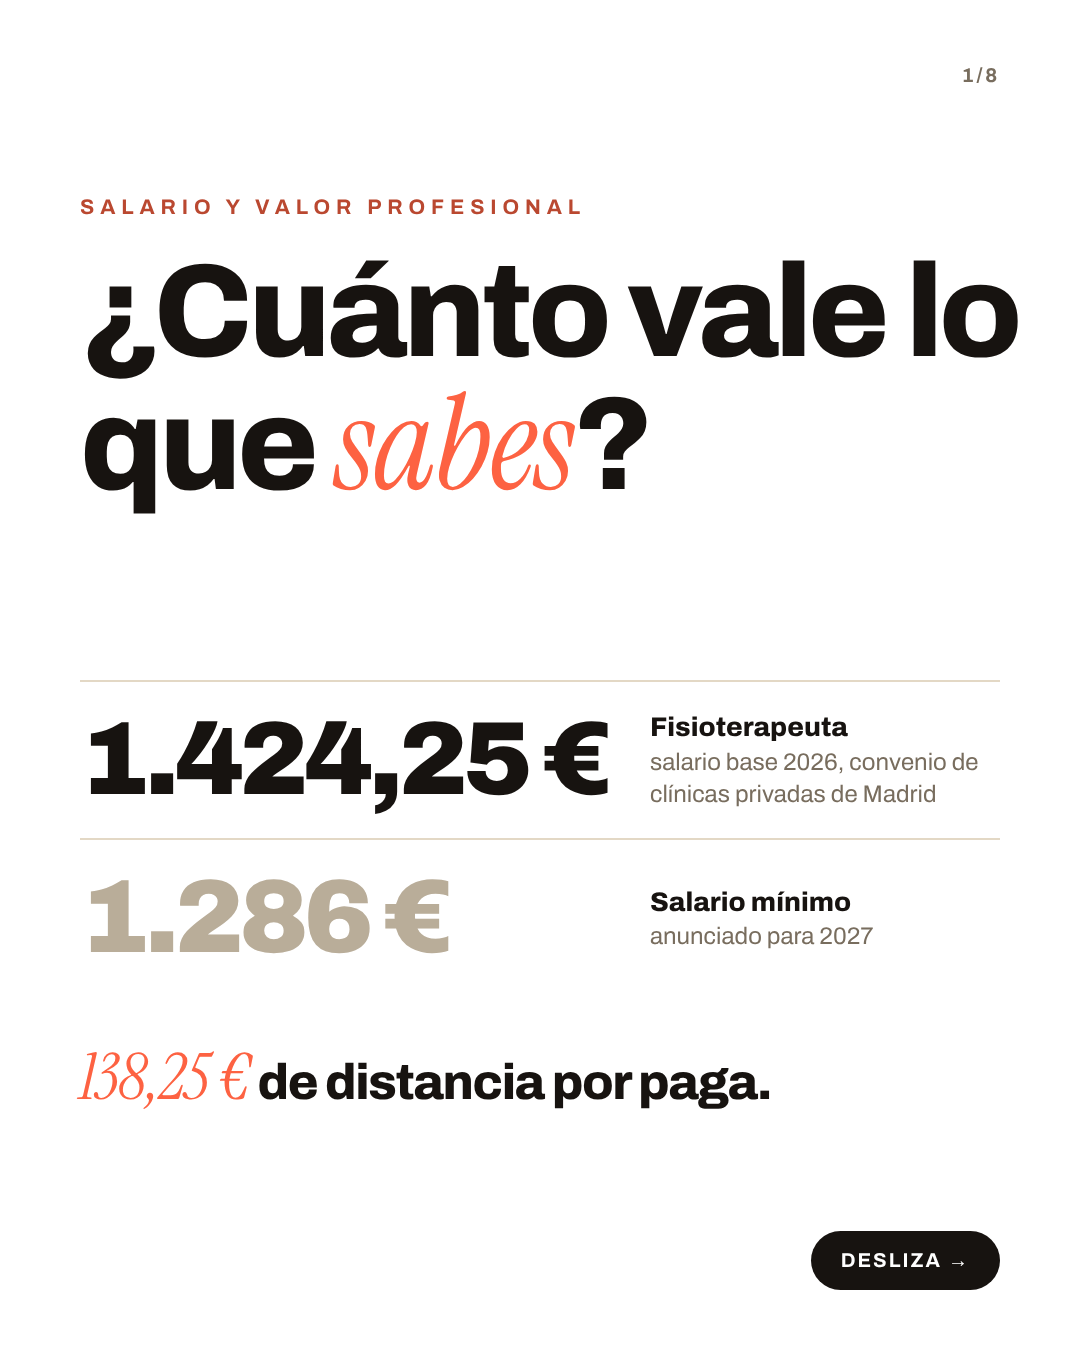 1/8
SALARIO Y VALOR PROFESIONAL
¿Cuánto vale lo
que sabes?
1.424,25 €
Fisioterapeuta
salario base 2026, convenio de
clínicas privadas de Madrid
1.286 €
Salario mínimo
anunciado para 2027
138,25 € de distancia por paga.
DESLIZA →